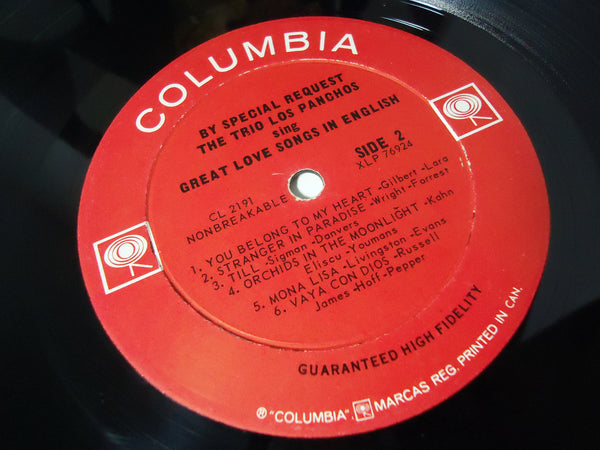 COLUMBIA
BY SPECIAL REQUEST
THE TRIO LOS PANCHOS
sing
GREAT LOVE SONGS IN ENGLISH
SIDE 2
CL 2191
XLP 76924
NONBREAKABLE
1. YOU BELONG TO MY HEART -Gilbert -Lara
2. STRANGER IN PARADISE -Wright-Forrest
3. TILL -Sigman -Danvers
4. ORCHIDS IN THE MOONLIGHT -Kahn
Eliscu -Youmans
5. MONA LISA -Livingston -Evans
6. VAYA CON DIOS -Russell
James -Hoff -Pepper
GUARANTEED HIGH FIDELITY
® "COLUMBIA". MARCAS REG. PRINTED IN CAN.